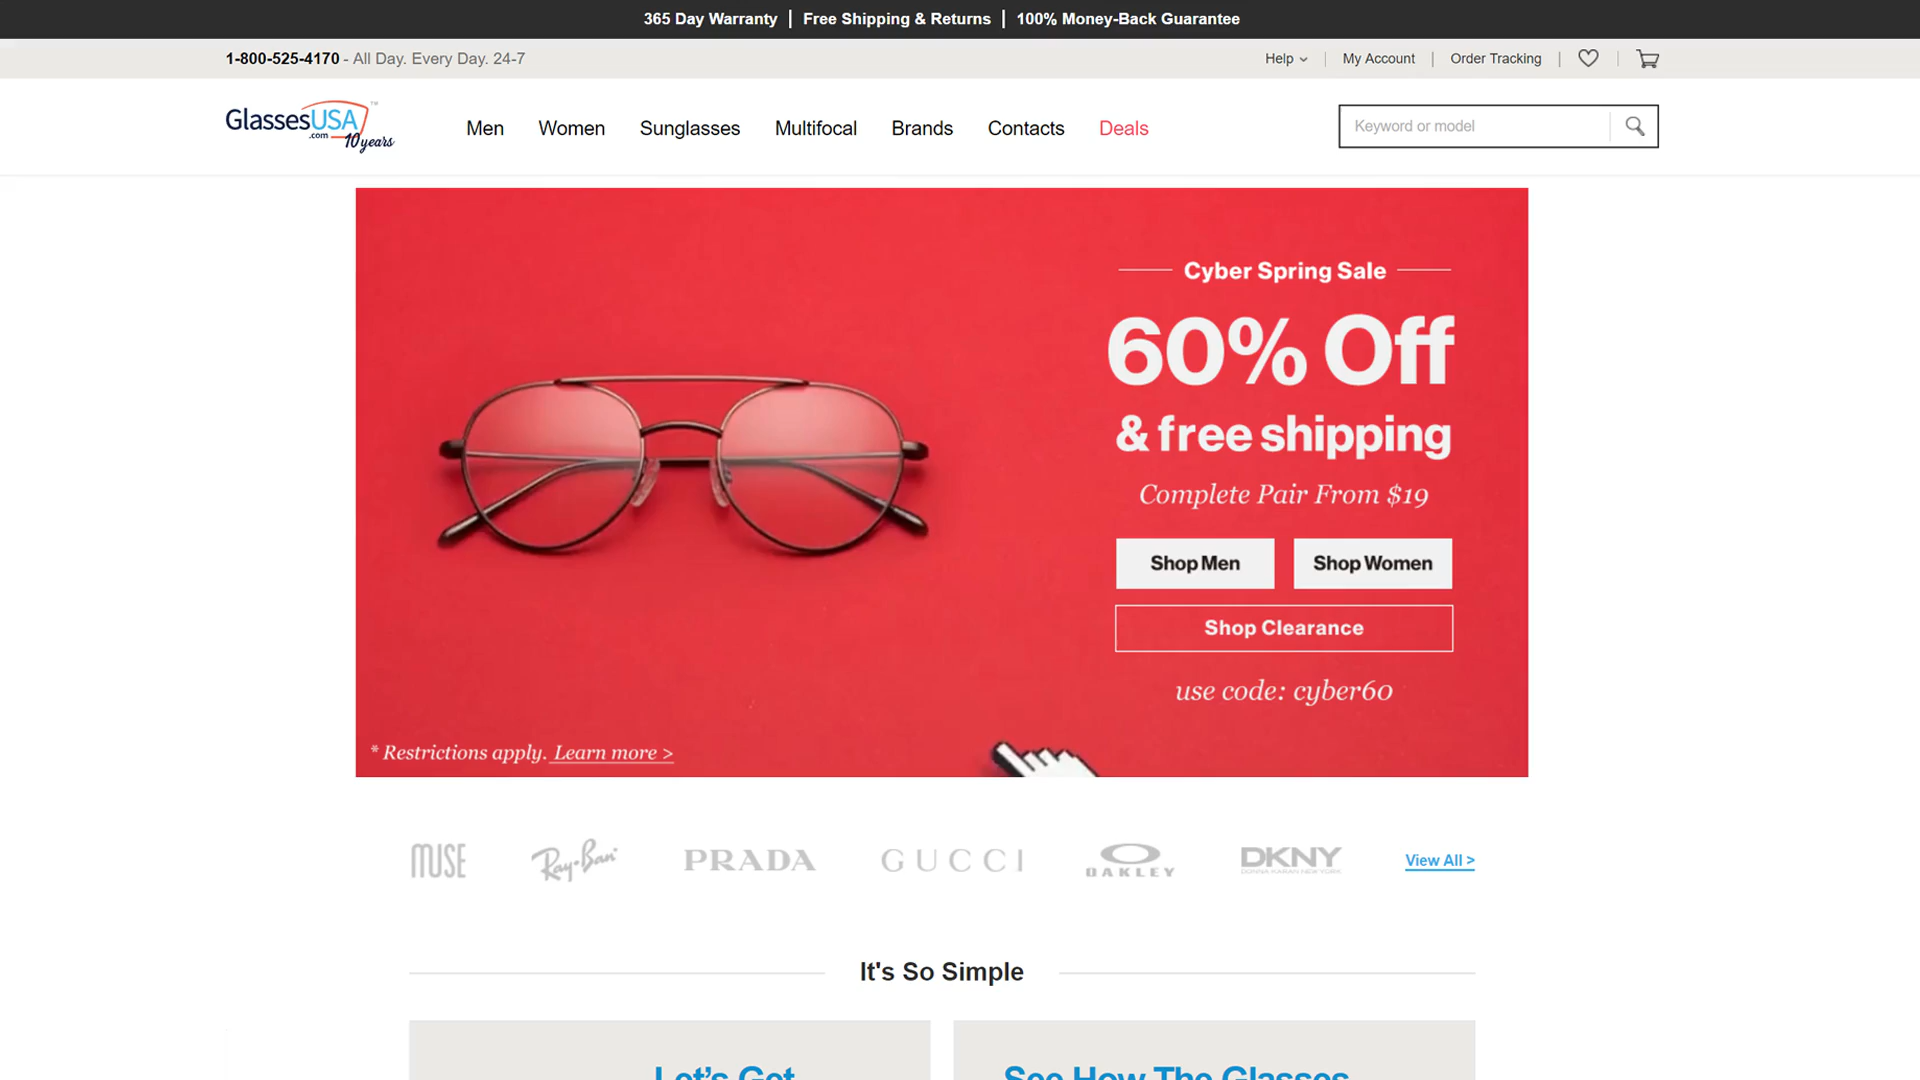 365 Day Warranty | Free Shipping & Returns | 100% Money-Back Guarantee
1-800-525-4170 - All Day. Every Day. 24-7
Help | My Account | Order Tracking |
GlassesUSA™
.com 10 years
Men Women Sunglasses Multifocal Brands Contacts Deals
Keyword or model
Cyber Spring Sale
60% Off
& free shipping
Complete Pair From $19
Shop Men Shop Women
Shop Clearance
use code: cyber60
* Restrictions apply. Learn more >
MUSE Ray-Ban PRADA GUCCI OAKLEY DKNY View All >
DONNA KARAN NEW YORK
It's So Simple
Let's Get See How The Glasses